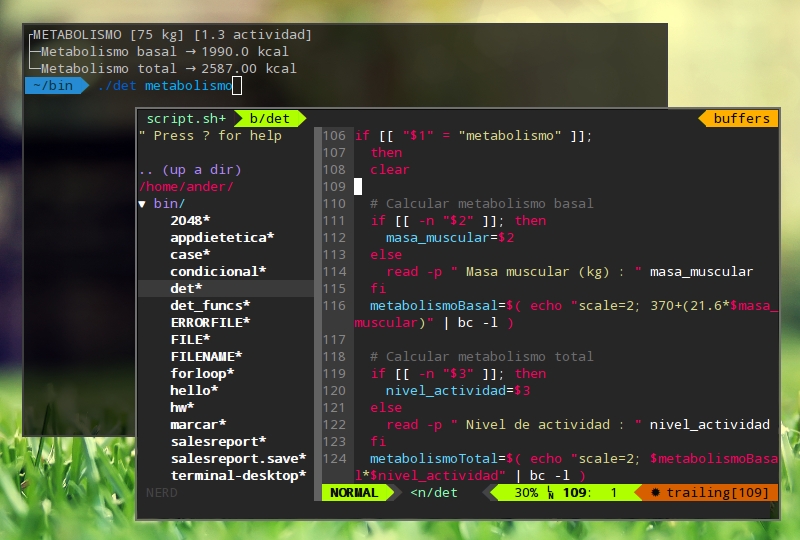 METABOLISMO [75 kg] [1.3 actividad]
Metabolismo basal → 1990.0 kcal
Metabolismo total → 2587.00 kcal
~/bin ./det metabolismo
script.sh+ b/det buffers
" Press ? for help
.. (up a dir)
/home/ander/
▼ bin/
2048*
appdietetica*
case*
condicional*
det*
det_funcs*
ERRORFILE*
FILE*
FILENAME*
forloop*
hello*
hw*
marcar*
salesreport*
salesreport.save*
terminal-desktop*
NERD
106 if [[ "$1" = "metabolismo" ]];
107 then
108 clear
109
110 # Calcular metabolismo basal
111 if [[ -n "$2" ]]; then
112 masa_muscular=$2
113 else
114 read -p " Masa muscular (kg) : " masa_muscular
115 fi
116 metabolismoBasal=$( echo "scale=2; 370+(21.6*$masa_
muscular)" | bc -l )
117
118 # Calcular metabolismo total
119 if [[ -n "$3" ]]; then
120 nivel_actividad=$3
121 else
122 read -p " Nivel de actividad : " nivel_actividad
123 fi
124 metabolismoTotal=$( echo "scale=2; $metabolismoBasa
l*$nivel_actividad" | bc -l )
NORMAL <n/det 30% LN 109: 1 ✹ trailing[109]